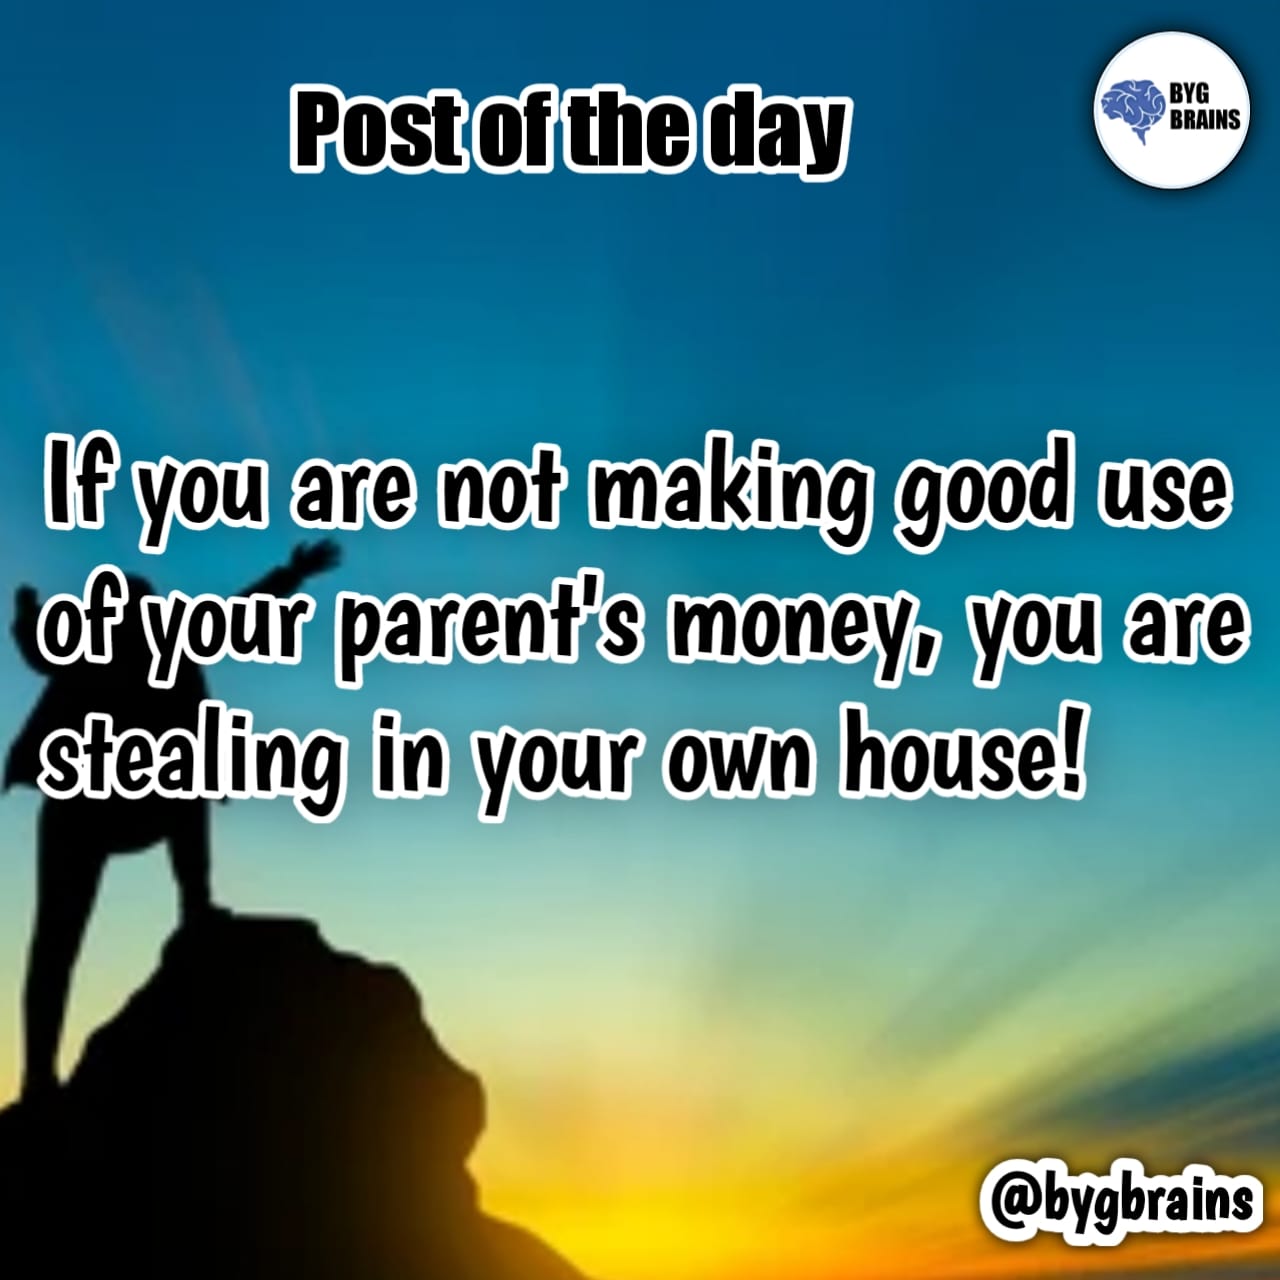 Post of the day
BYG
BRAINS
If you are not making good use
of your parent's money, you are
stealing in your own house!
@bygbrains